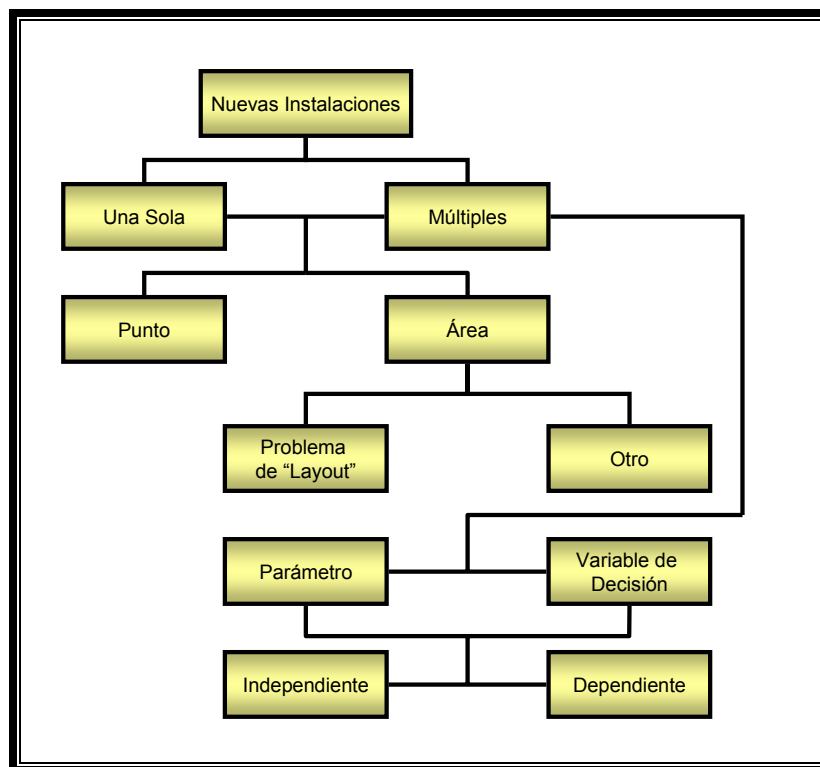 Nuevas Instalaciones
Una Sola
Múltiples
Punto
Área
Problema
de “Layout”
Otro
Parámetro
Variable de
Decisión
Independiente
Dependiente